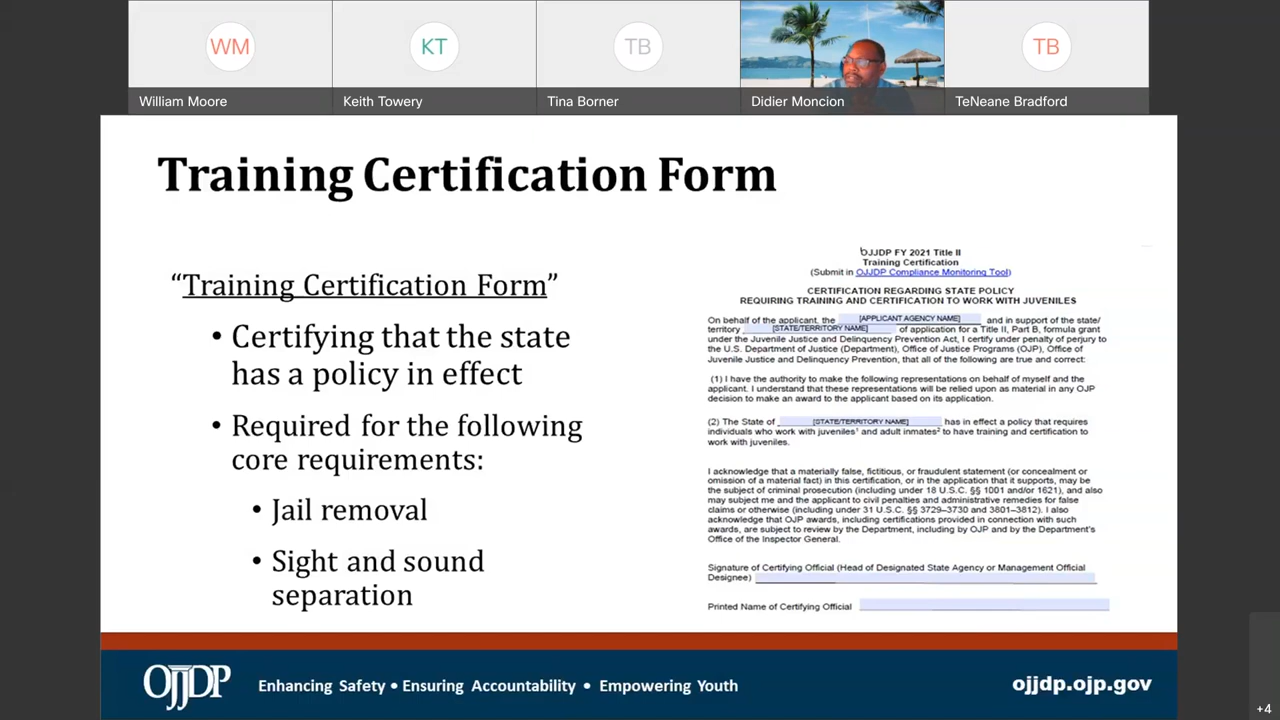 WM
KT
TB
TB
William Moore
Keith Towery
Tina Borner
Didier Moncion
TeNeane Bradford
Training Certification Form
“Training Certification Form”
• Certifying that the state
has a policy in effect
• Required for the following
core requirements:
• Jail removal
• Sight and sound
separation
OJJDP FY 2021 Title II
Training Certification
(Submit in OJJDP Compliance Monitoring Tool)
CERTIFICATION REGARDING STATE POLICY
REQUIRING TRAINING AND CERTIFICATION TO WORK WITH JUVENILES
On behalf of the applicant, the [APPLICANT AGENCY NAME] and in support of the state/
territory [STATE/TERRITORY NAME] of application for a Title II, Part B, formula grant
under the Juvenile Justice and Delinquency Prevention Act, I certify under penalty of perjury to
the U.S. Department of Justice (Department), Office of Justice Programs (OJP), Office of
Juvenile Justice and Delinquency Prevention, that all of the following are true and correct:
(1) I have the authority to make the following representations on behalf of myself and the
applicant. I understand that these representations will be relied upon as material in any OJP
decision to make an award to the applicant based on its application.
(2) The State of [STATE/TERRITORY NAME] has in effect a policy that requires
individuals who work with juveniles¹ and adult inmates² to have training and certification to
work with juveniles.
I acknowledge that a materially false, fictitious, or fraudulent statement (or concealment or
omission of a material fact) in this certification, or in the application that it supports, may be
the subject of criminal prosecution (including under 18 U.S.C. §§ 1001 and/or 1621), and also
may subject me and the applicant to civil penalties and administrative remedies for false
claims or otherwise (including under 31 U.S.C. §§ 3729–3730 and 3801–3812). I also
acknowledge that OJP awards, including certifications provided in connection with such
awards, are subject to review by the Department, including by OJP and by the Department's
Office of the Inspector General.
Signature of Certifying Official (Head of Designated State Agency or Management Official
Designee)
Printed Name of Certifying Official
OJJDP
Enhancing Safety • Ensuring Accountability • Empowering Youth
ojjdp.ojp.gov
+4